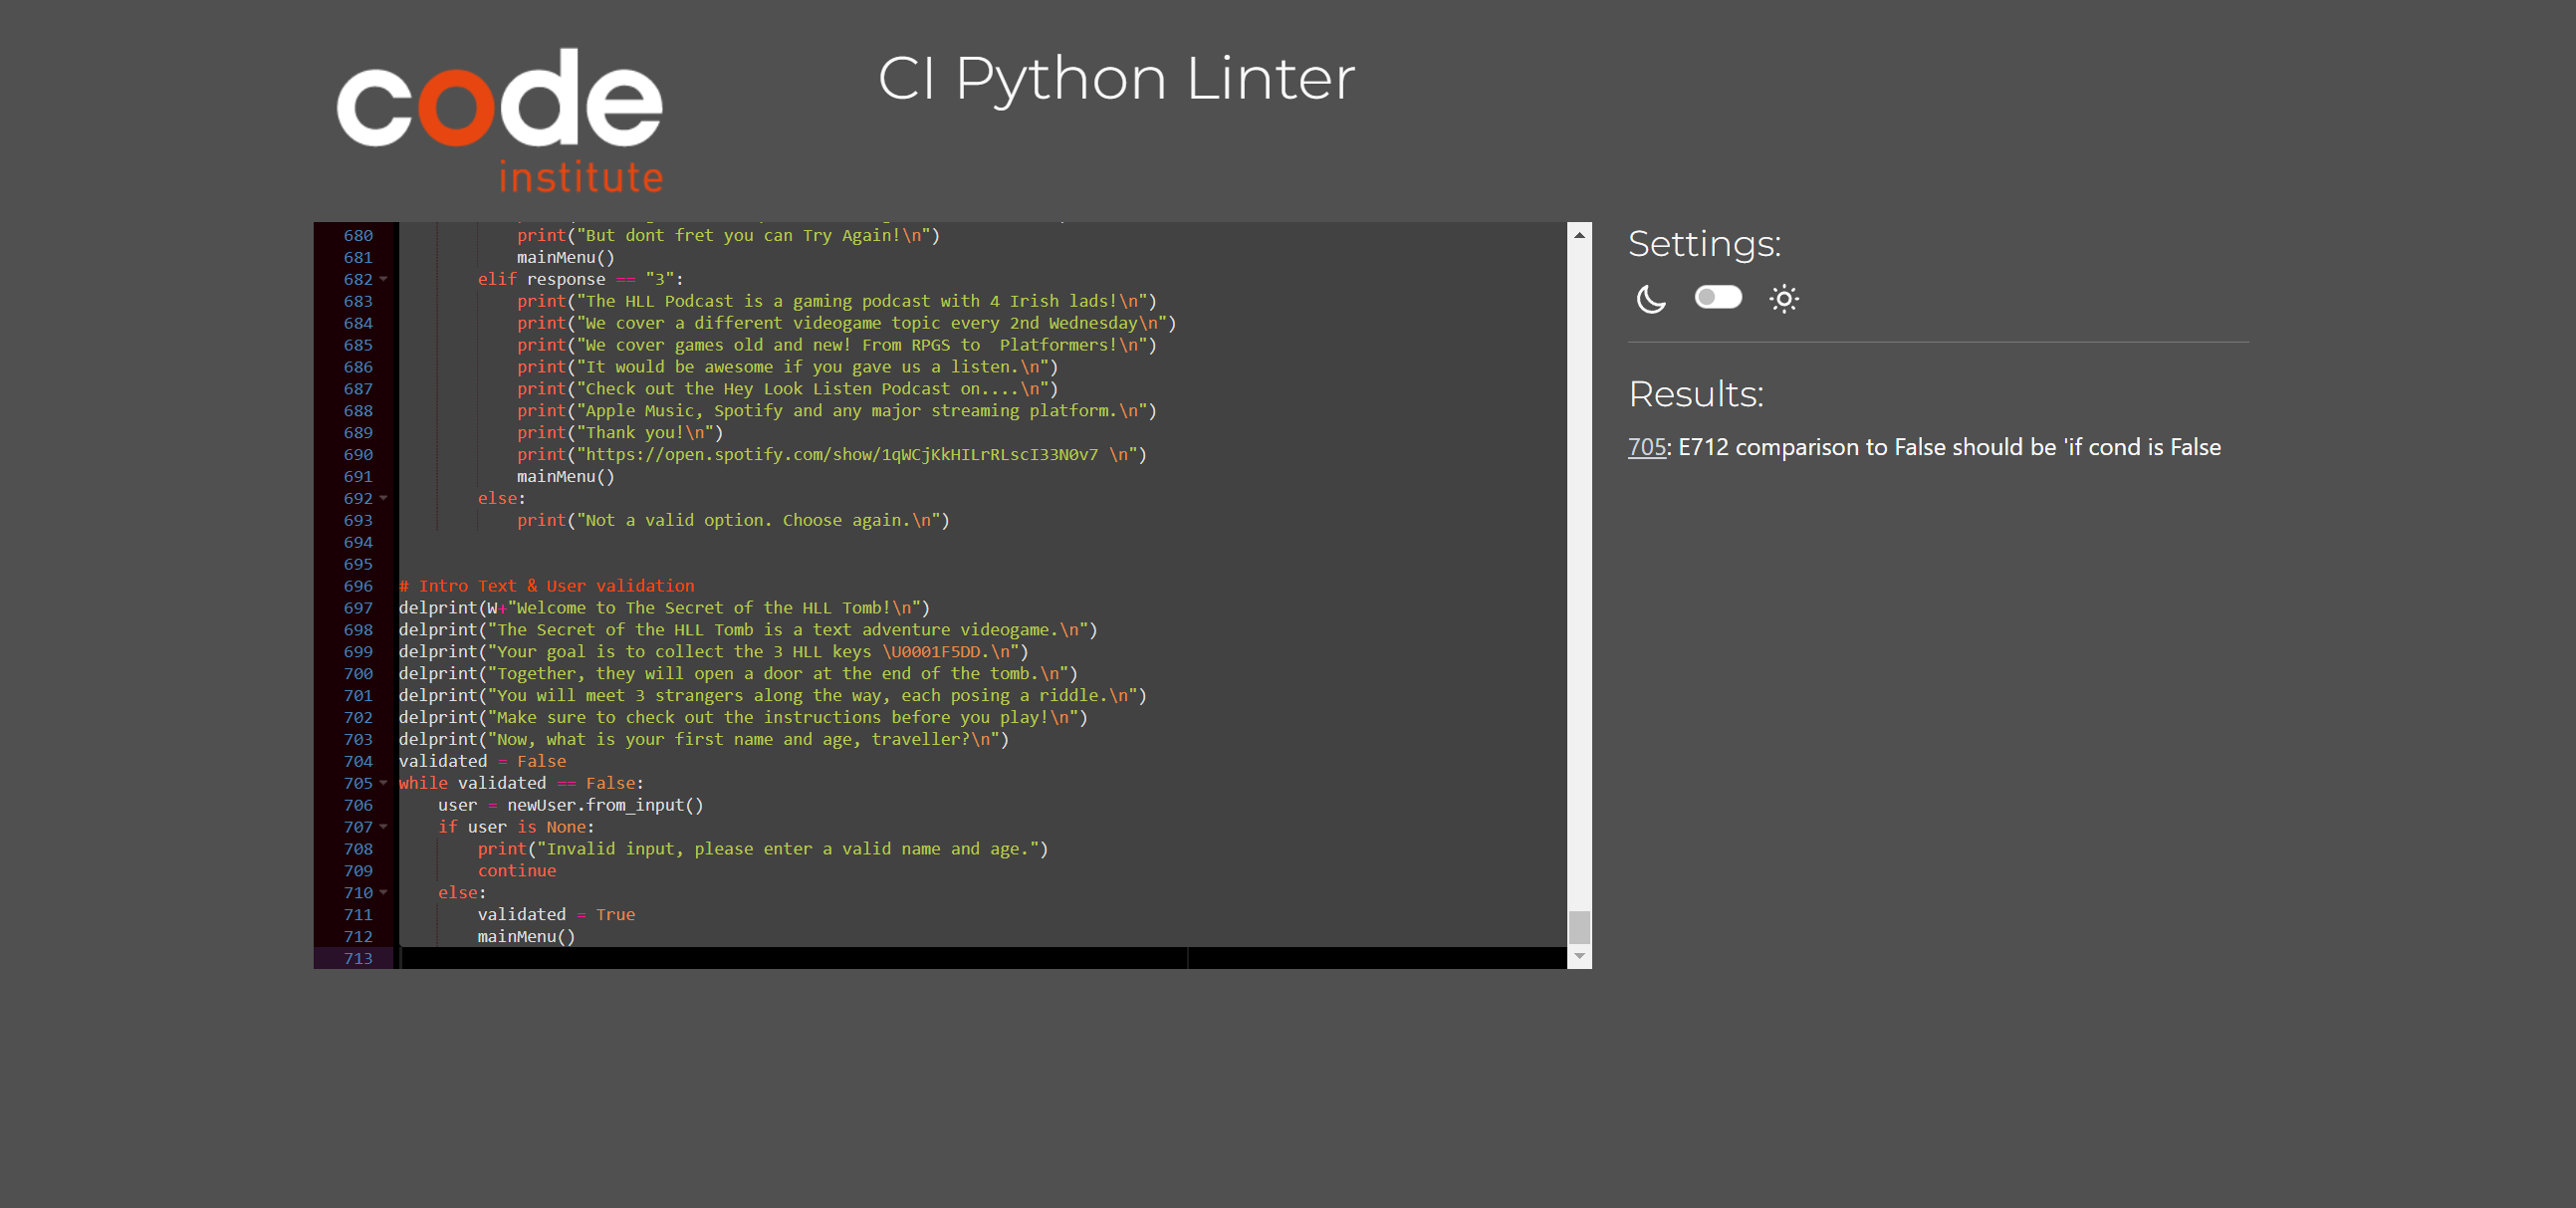 code
institute
CI Python Linter
680 print("But dont fret you can Try Again!\n")
681 mainMenu()
682 elif response == "3":
683 print("The HLL Podcast is a gaming podcast with 4 Irish lads!\n")
684 print("We cover a different videogame topic every 2nd Wednesday\n")
685 print("We cover games old and new! From RPGS to  Platformers!\n")
686 print("It would be awesome if you gave us a listen.\n")
687 print("Check out the Hey Look Listen Podcast on....\n")
688 print("Apple Music, Spotify and any major streaming platform.\n")
689 print("Thank you!\n")
690 print("https://open.spotify.com/show/1qWCjKkHILrRLscI33N0v7 \n")
691 mainMenu()
692 else:
693 print("Not a valid option. Choose again.\n")
694
695
696 # Intro Text & User validation
697 delprint(W+"Welcome to The Secret of the HLL Tomb!\n")
698 delprint("The Secret of the HLL Tomb is a text adventure videogame.\n")
699 delprint("Your goal is to collect the 3 HLL keys \U0001F5DD.\n")
700 delprint("Together, they will open a door at the end of the tomb.\n")
701 delprint("You will meet 3 strangers along the way, each posing a riddle.\n")
702 delprint("Make sure to check out the instructions before you play!\n")
703 delprint("Now, what is your first name and age, traveller?\n")
704 validated = False
705 while validated == False:
706 user = newUser.from_input()
707 if user is None:
708 print("Invalid input, please enter a valid name and age.")
709 continue
710 else:
711 validated = True
712 mainMenu()
713
Settings:
Results:
705: E712 comparison to False should be 'if cond is False